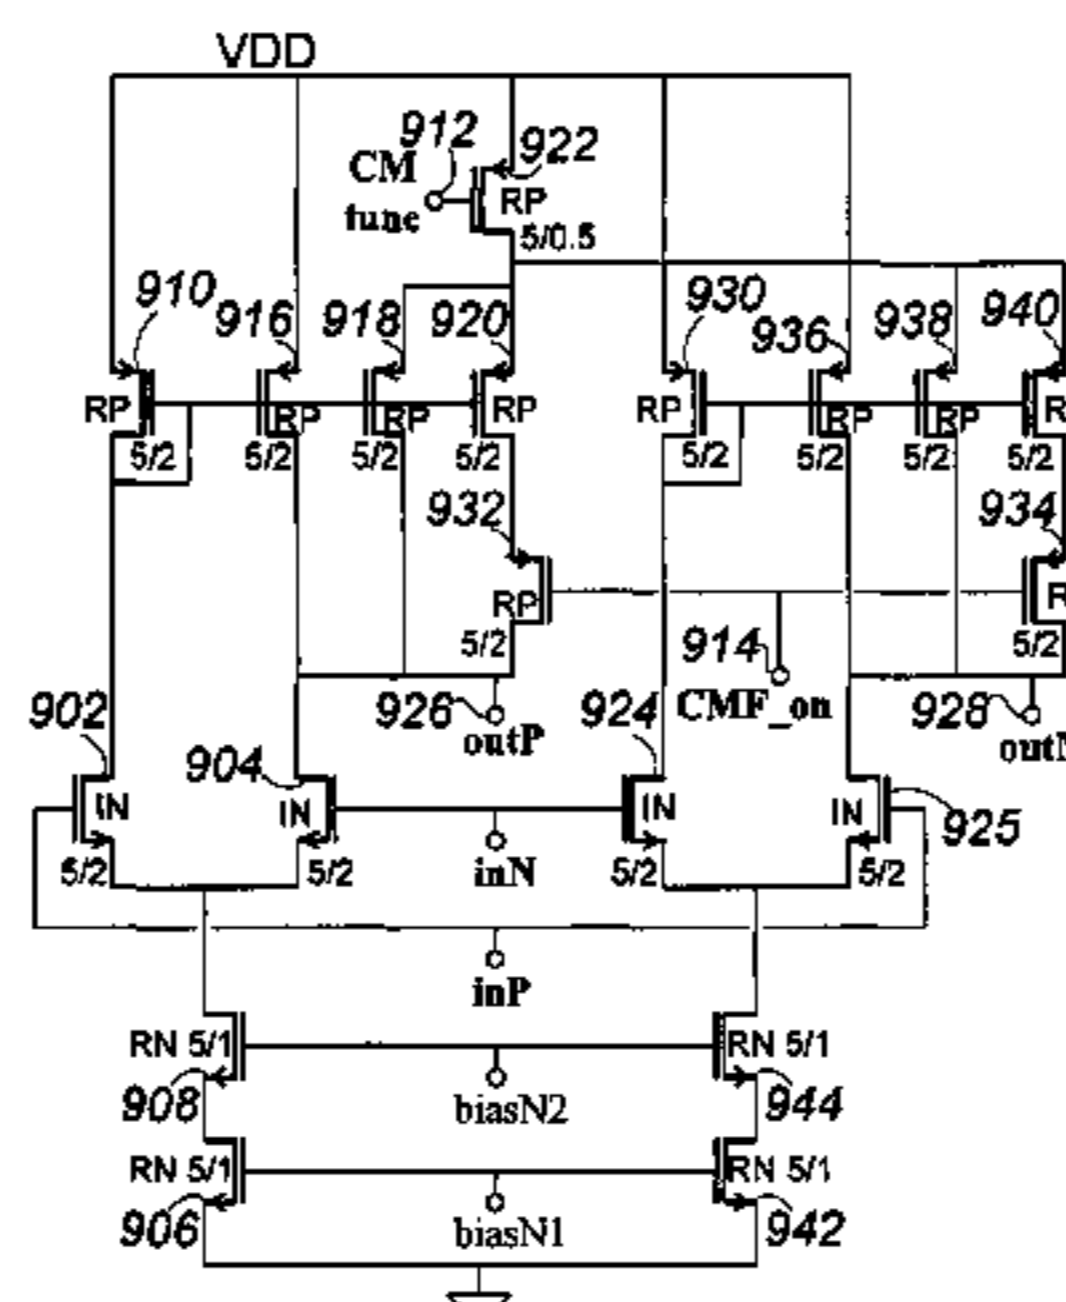 VDD
912
CM
tune
922
RP
5/0.5
910
916
918
920
930
936
938
940
RP
RP
RP
RP
RP
RP
RP
R
5/2
5/2
5/2
5/2
5/2
5/2
5/2
5/2
932
934
RP
R
5/2
5/2
914
CMF_on
902
904
926
outP
924
928
outN
IN
IN
IN
IN
925
5/2
5/2
inN
5/2
5/2
inP
RN 5/1
RN 5/1
908
biasN2
944
RN 5/1
RN 5/1
906
biasN1
942